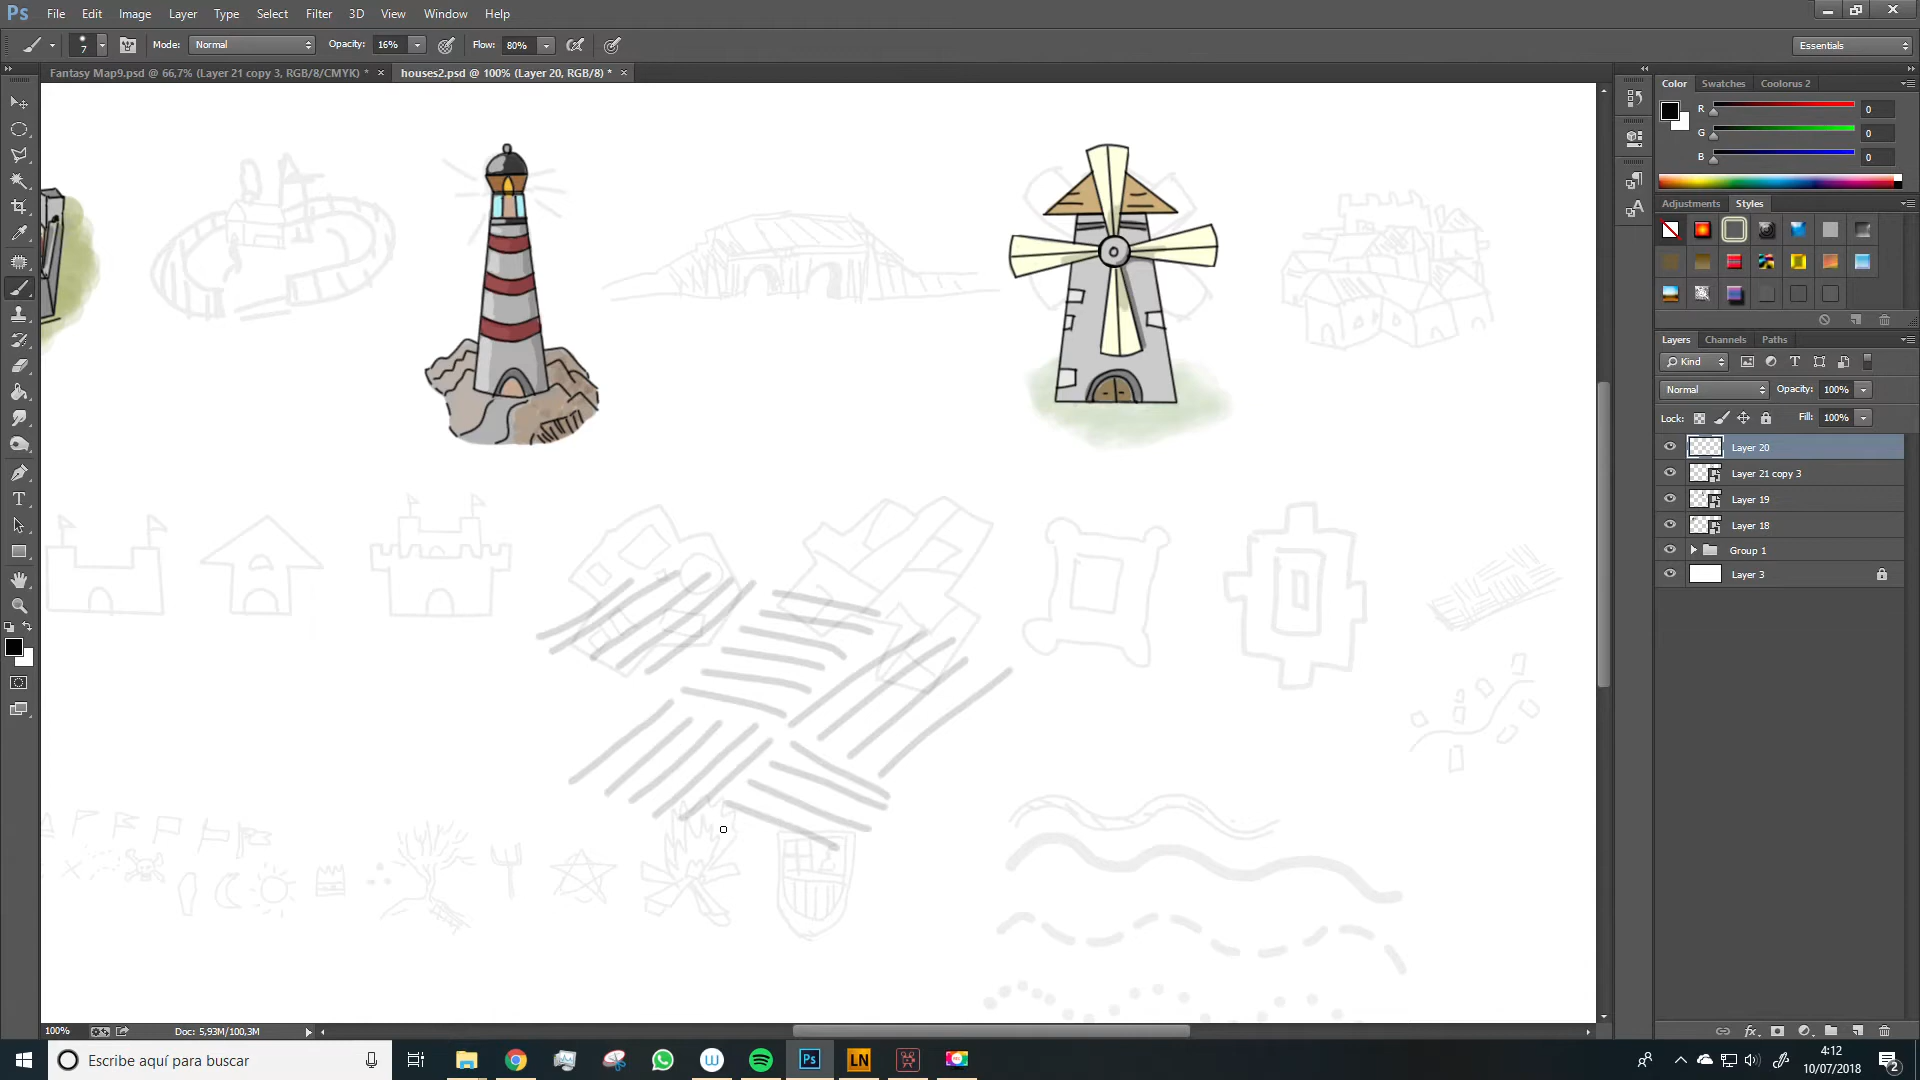 Ps File Edit Image Layer Type Select Filter 3D View Window Help
7 Mode: Normal Opacity: 16% Flow: 80% Essentials
Fantasy Map9.psd @ 66,7% (Layer 21 copy 3, RGB/8/CMYK) * × houses2.psd @ 100% (Layer 20, RGB/8) * ×
Color Swatches Coolorus 2
R 0
G 0
B 0
Adjustments Styles
Layers Channels Paths
Kind
Normal Opacity: 100%
Lock: Fill: 100%
Layer 20
Layer 21 copy 3
Layer 19
Layer 18
Group 1
Layer 3
100% Doc: 5,93M/100,3M
Escribe aquí para buscar
Ps LN
4:12
10/07/2018
2